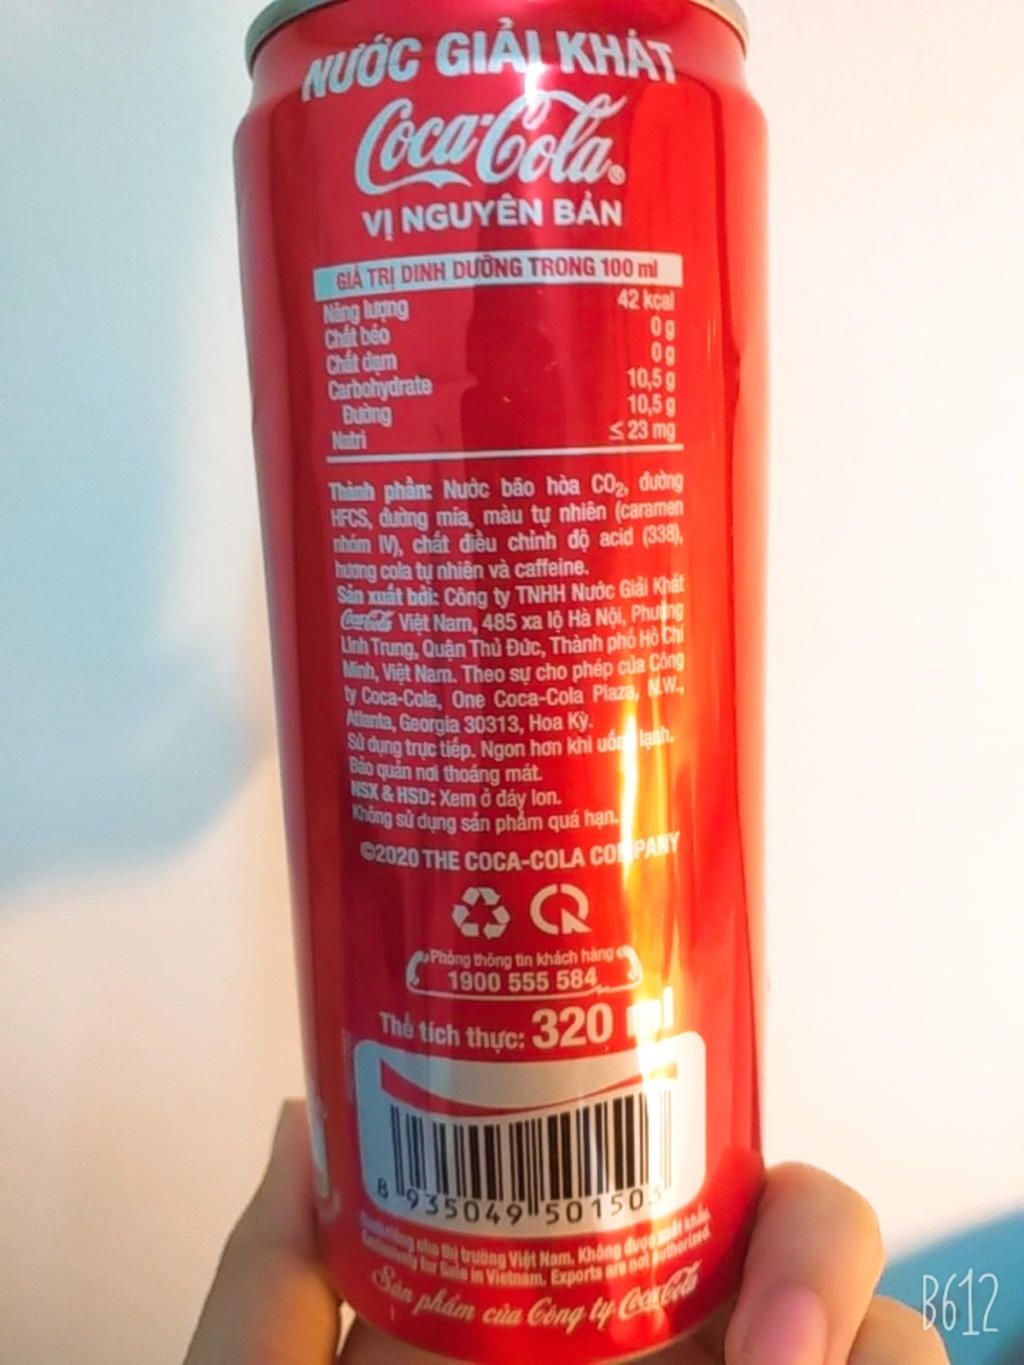 NƯỚC GIẢI KHÁT
Coca-Cola®
VỊ NGUYÊN BẢN
GIÁ TRỊ DINH DƯỠNG TRONG 100 ml
Năng lượng 42 kcal
Chất béo 0 g
Chất đạm 0 g
Carbohydrate 10,5 g
Đường 10,5 g
Natri ≤ 23 mg
Thành phần: Nước bão hòa CO₂, đường
HFCS, đường mía, màu tự nhiên (caramen
nhóm IV), chất điều chỉnh độ acid (338),
hương cola tự nhiên và caffeine.
Sản xuất bởi: Công ty TNHH Nước Giải Khát
Coca-Cola Việt Nam, 485 xa lộ Hà Nội, Phường
Linh Trung, Quận Thủ Đức, Thành phố Hồ Chí
Minh, Việt Nam. Theo sự cho phép của Công
ty Coca-Cola, One Coca-Cola Plaza, N.W.,
Atlanta, Georgia 30313, Hoa Kỳ.
Sử dụng trực tiếp. Ngon hơn khi uống lạnh.
Bảo quản nơi thoáng mát.
NSX & HSD: Xem ở đáy lon.
Không sử dụng sản phẩm quá hạn.
©2020 THE COCA-COLA COMPANY
Phòng thông tin khách hàng
1900 555 584
Thể tích thực: 320 ml
8 935049 501503
Dành riêng cho thị trường Việt Nam. Không được xuất khẩu.
Exclusively for Sale in Vietnam. Exports are not authorized.
Sản phẩm của Công ty Coca-Cola
B612